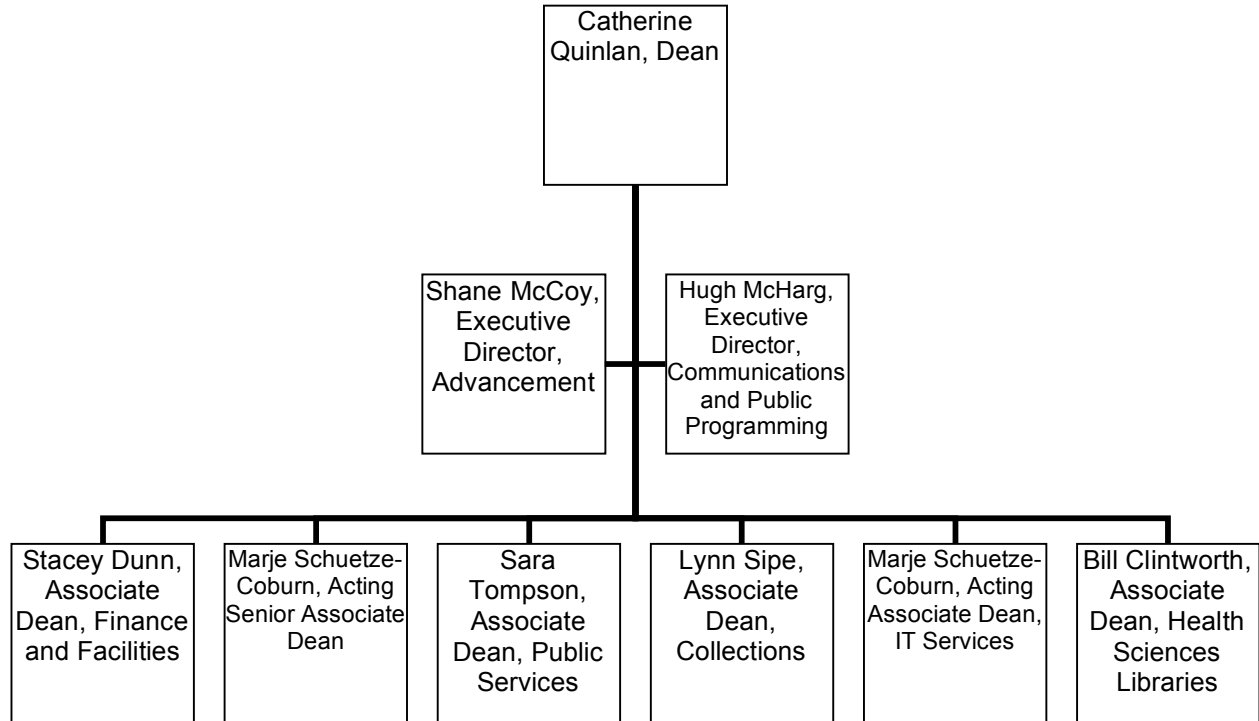 Catherine
Quinlan, Dean
Shane McCoy,
Executive
Director,
Advancement
Hugh McHarg,
Executive
Director,
Communications
and Public
Programming
Stacey Dunn,
Associate
Dean, Finance
and Facilities
Marje Schuetze-
Coburn, Acting
Senior Associate
Dean
Sara
Tompson,
Associate
Dean, Public
Services
Lynn Sipe,
Associate
Dean,
Collections
Marje Schuetze-
Coburn, Acting
Associate Dean,
IT Services
Bill Clintworth,
Associate
Dean, Health
Sciences
Libraries